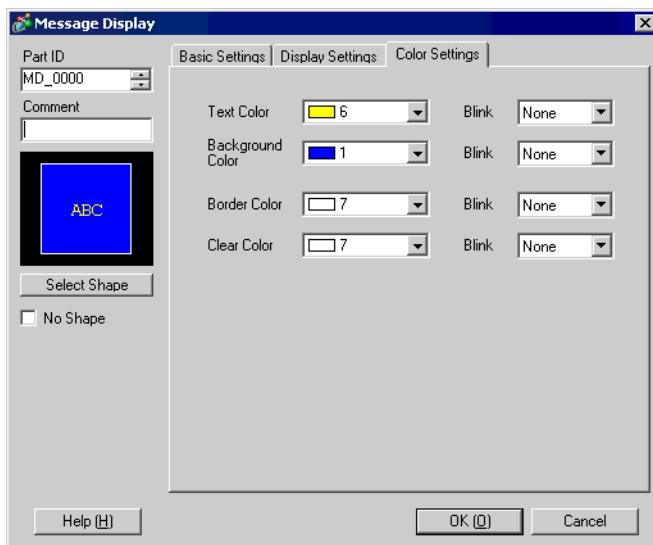 Message Display
Part ID
MD_0000
Comment
ABC
Select Shape
No Shape
Basic Settings
Display Settings
Color Settings
Text Color 6 Blink None
Background
Color 1 Blink None
Border Color 7 Blink None
Clear Color 7 Blink None
Help (H)
OK (O)
Cancel